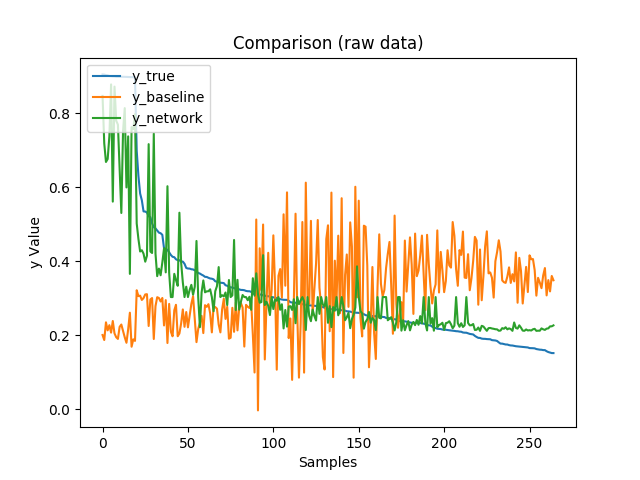 Comparison (raw data)
y_true
y_baseline
y_network
y Value
0.8
0.6
0.4
0.2
0.0
0 50 100 150 200 250
Samples